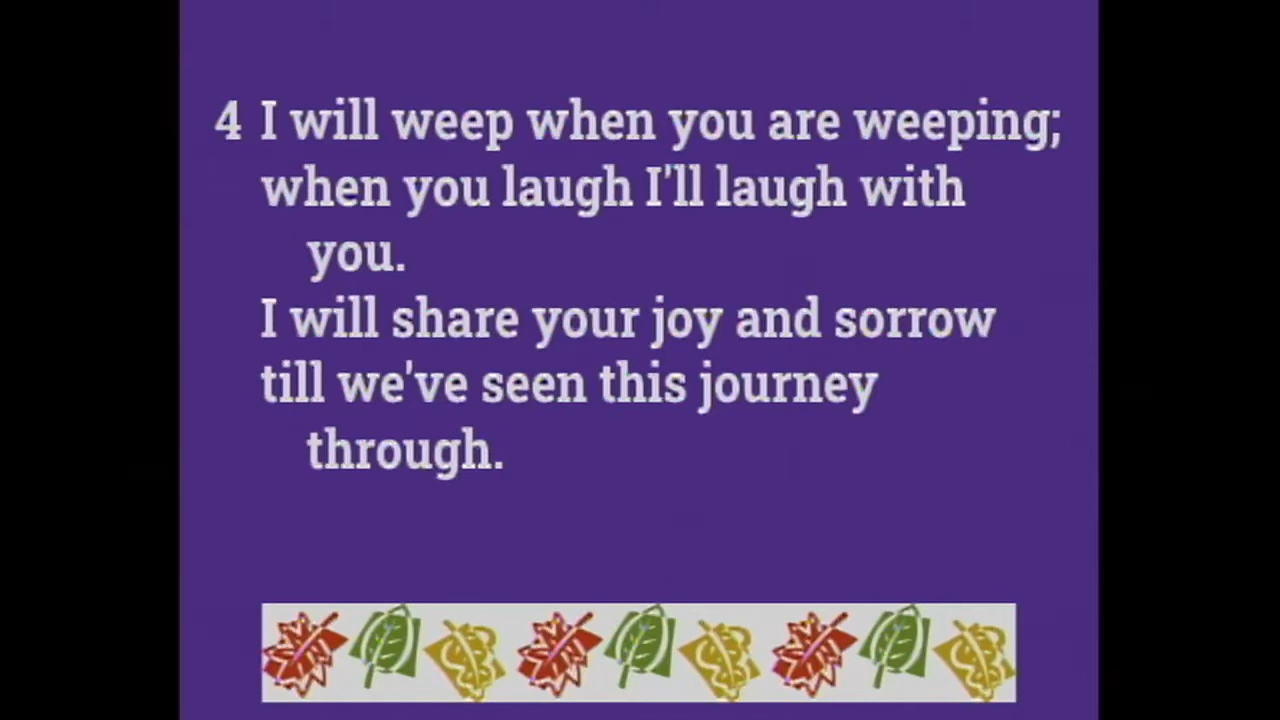 4 I will weep when you are weeping;
when you laugh I'll laugh with
you.
I will share your joy and sorrow
till we've seen this journey
through.